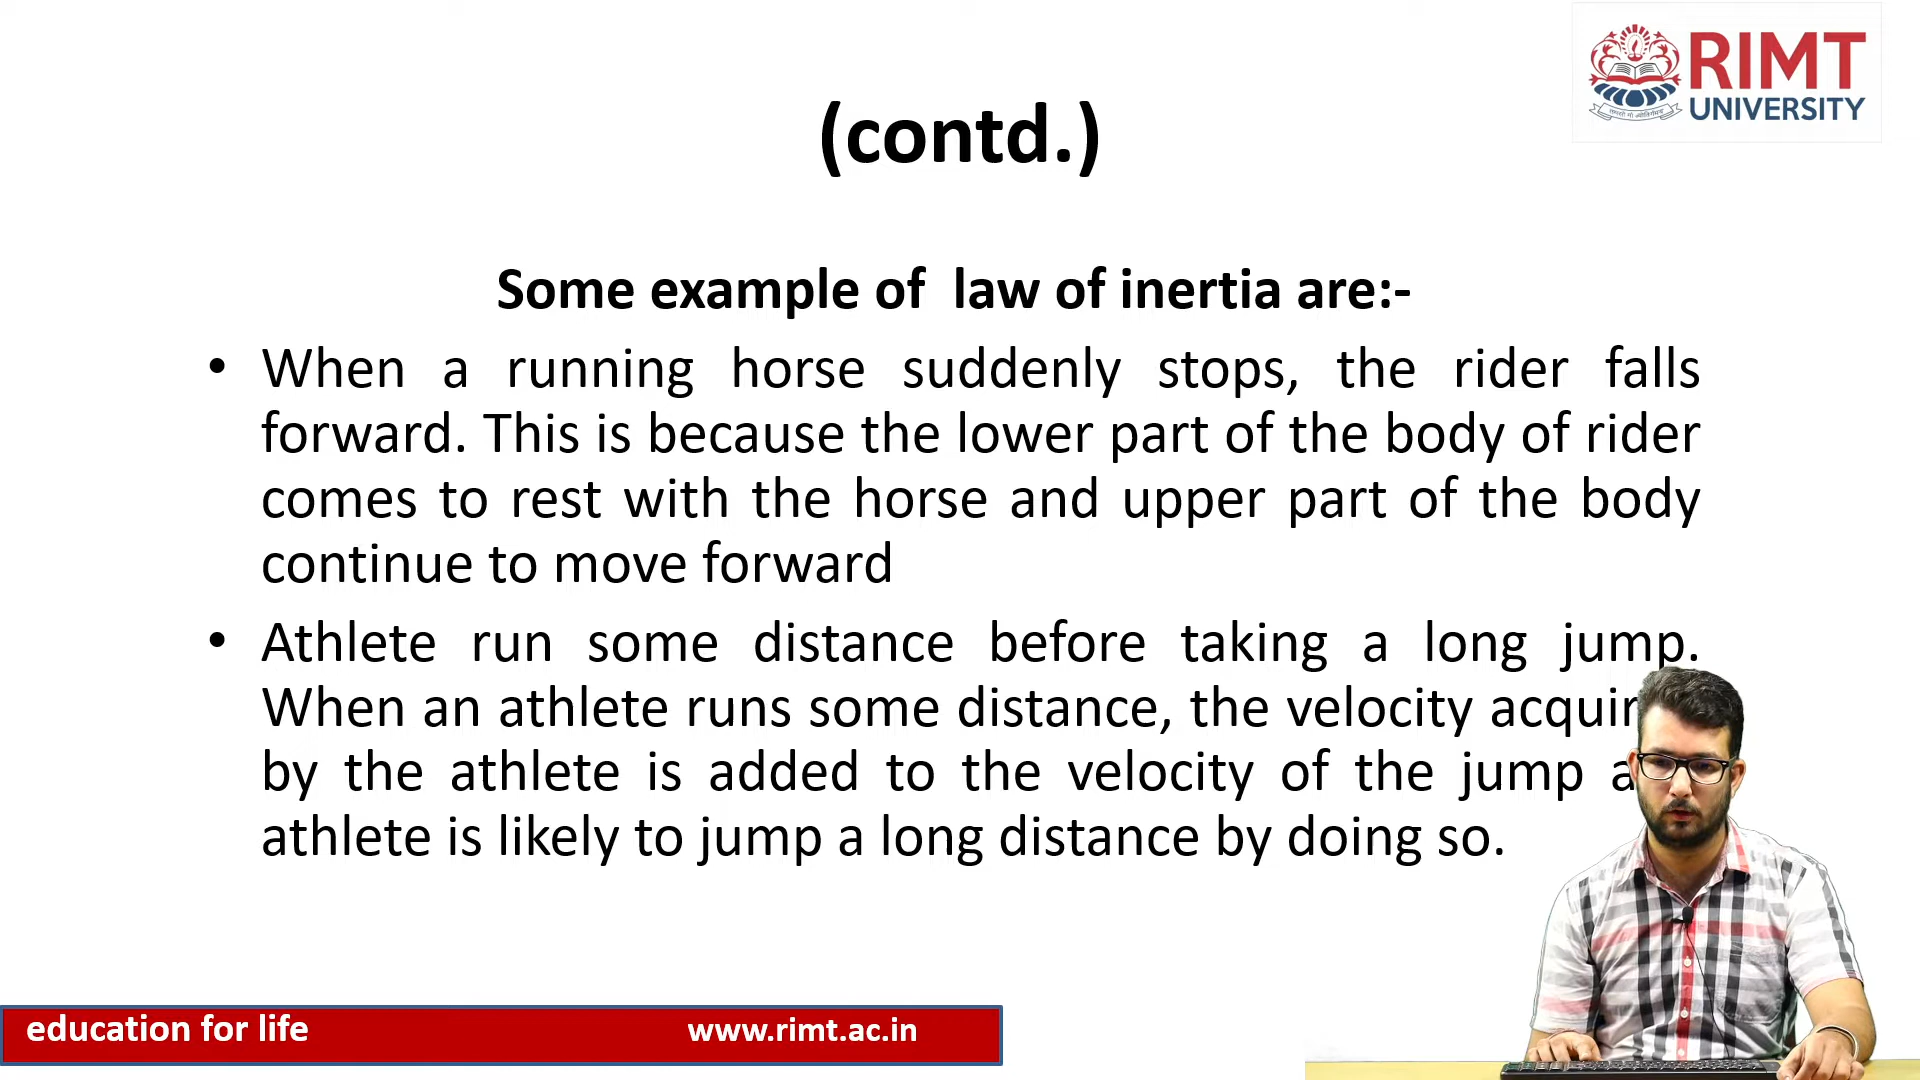 RIMT
UNIVERSITY
(contd.)
Some example of law of inertia are:-
• When a running horse suddenly stops, the rider falls
forward. This is because the lower part of the body of rider
comes to rest with the horse and upper part of the body
continue to move forward
• Athlete run some distance before taking a long jump.
When an athlete runs some distance, the velocity
by the athlete is added to the velocity of the jump
athlete is likely to jump a long distance by doing so.
education for life www.rimt.ac.in